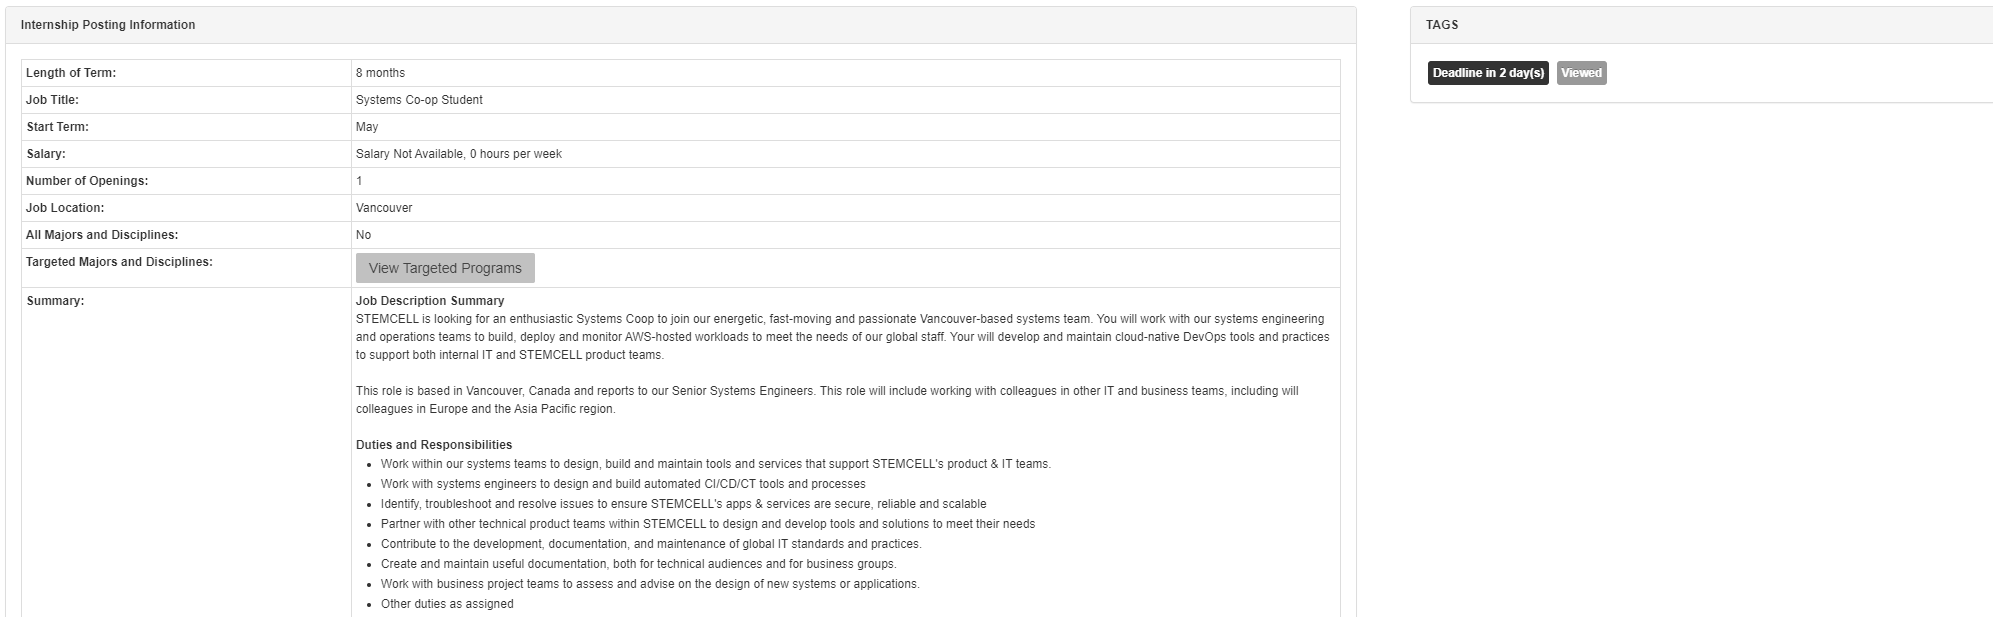 Internship Posting Information
Length of Term: 8 months
Job Title: Systems Co-op Student
Start Term: May
Salary: Salary Not Available, 0 hours per week
Number of Openings: 1
Job Location: Vancouver
All Majors and Disciplines: No
Targeted Majors and Disciplines: View Targeted Programs
Summary: Job Description Summary
STEMCELL is looking for an enthusiastic Systems Coop to join our energetic, fast-moving and passionate Vancouver-based systems team. You will work with our systems engineering
and operations teams to build, deploy and monitor AWS-hosted workloads to meet the needs of our global staff. Your will develop and maintain cloud-native DevOps tools and practices
to support both internal IT and STEMCELL product teams.
This role is based in Vancouver, Canada and reports to our Senior Systems Engineers. This role will include working with colleagues in other IT and business teams, including will
colleagues in Europe and the Asia Pacific region.
Duties and Responsibilities
• Work within our systems teams to design, build and maintain tools and services that support STEMCELL's product & IT teams.
• Work with systems engineers to design and build automated CI/CD/CT tools and processes
• Identify, troubleshoot and resolve issues to ensure STEMCELL's apps & services are secure, reliable and scalable
• Partner with other technical product teams within STEMCELL to design and develop tools and solutions to meet their needs
• Contribute to the development, documentation, and maintenance of global IT standards and practices.
• Create and maintain useful documentation, both for technical audiences and for business groups.
• Work with business project teams to assess and advise on the design of new systems or applications.
• Other duties as assigned
TAGS
Deadline in 2 day(s) Viewed